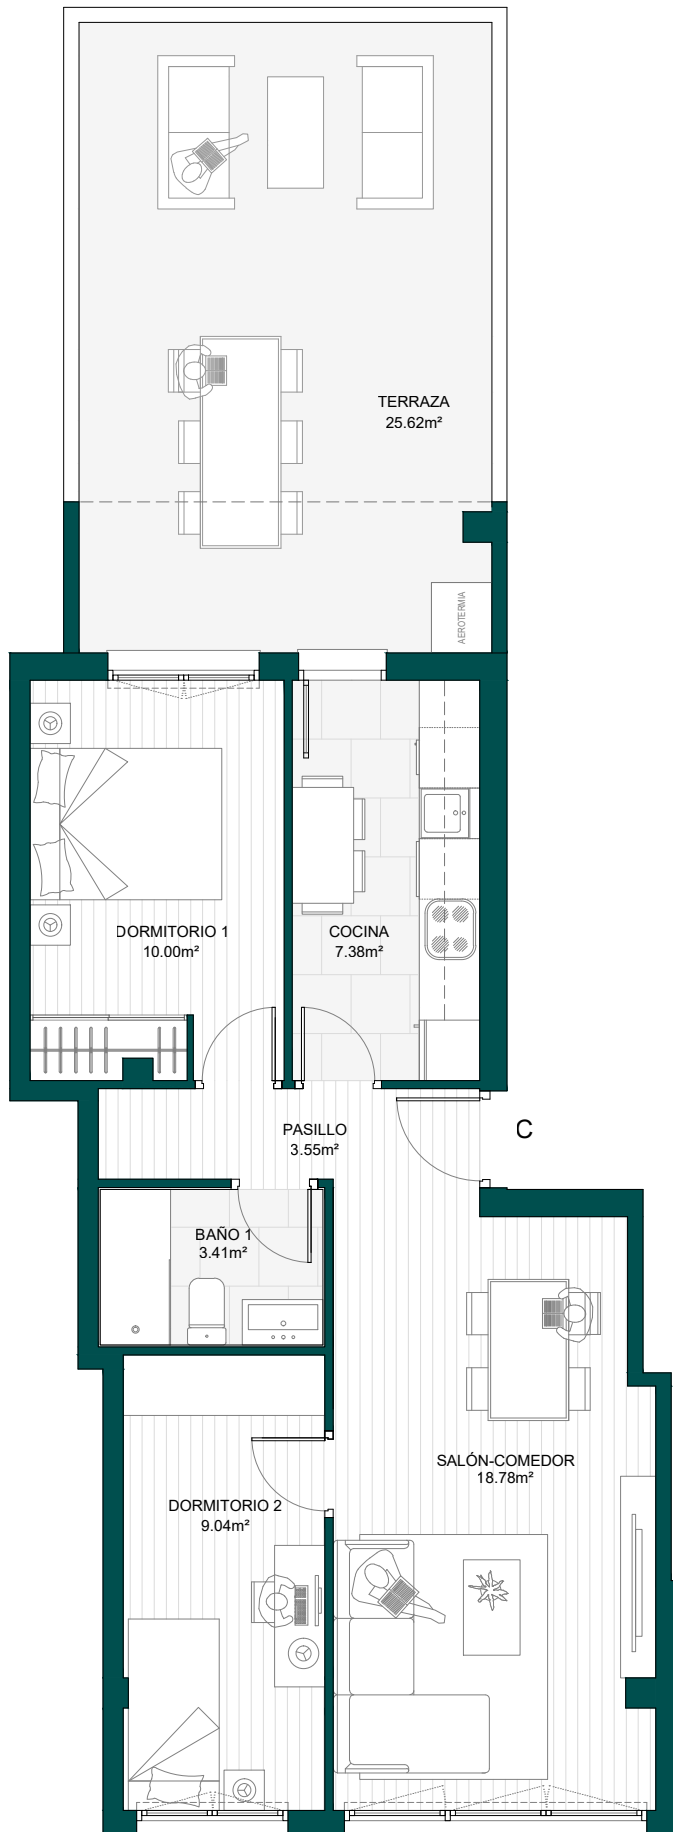 TERRAZA
25.62m²
AEROTERMIA
DORMITORIO 1
10.00m²
COCINA
7.38m²
PASILLO
3.55m²
C
BAÑO 1
3.41m²
SALÓN-COMEDOR
18.78m²
DORMITORIO 2
9.04m²